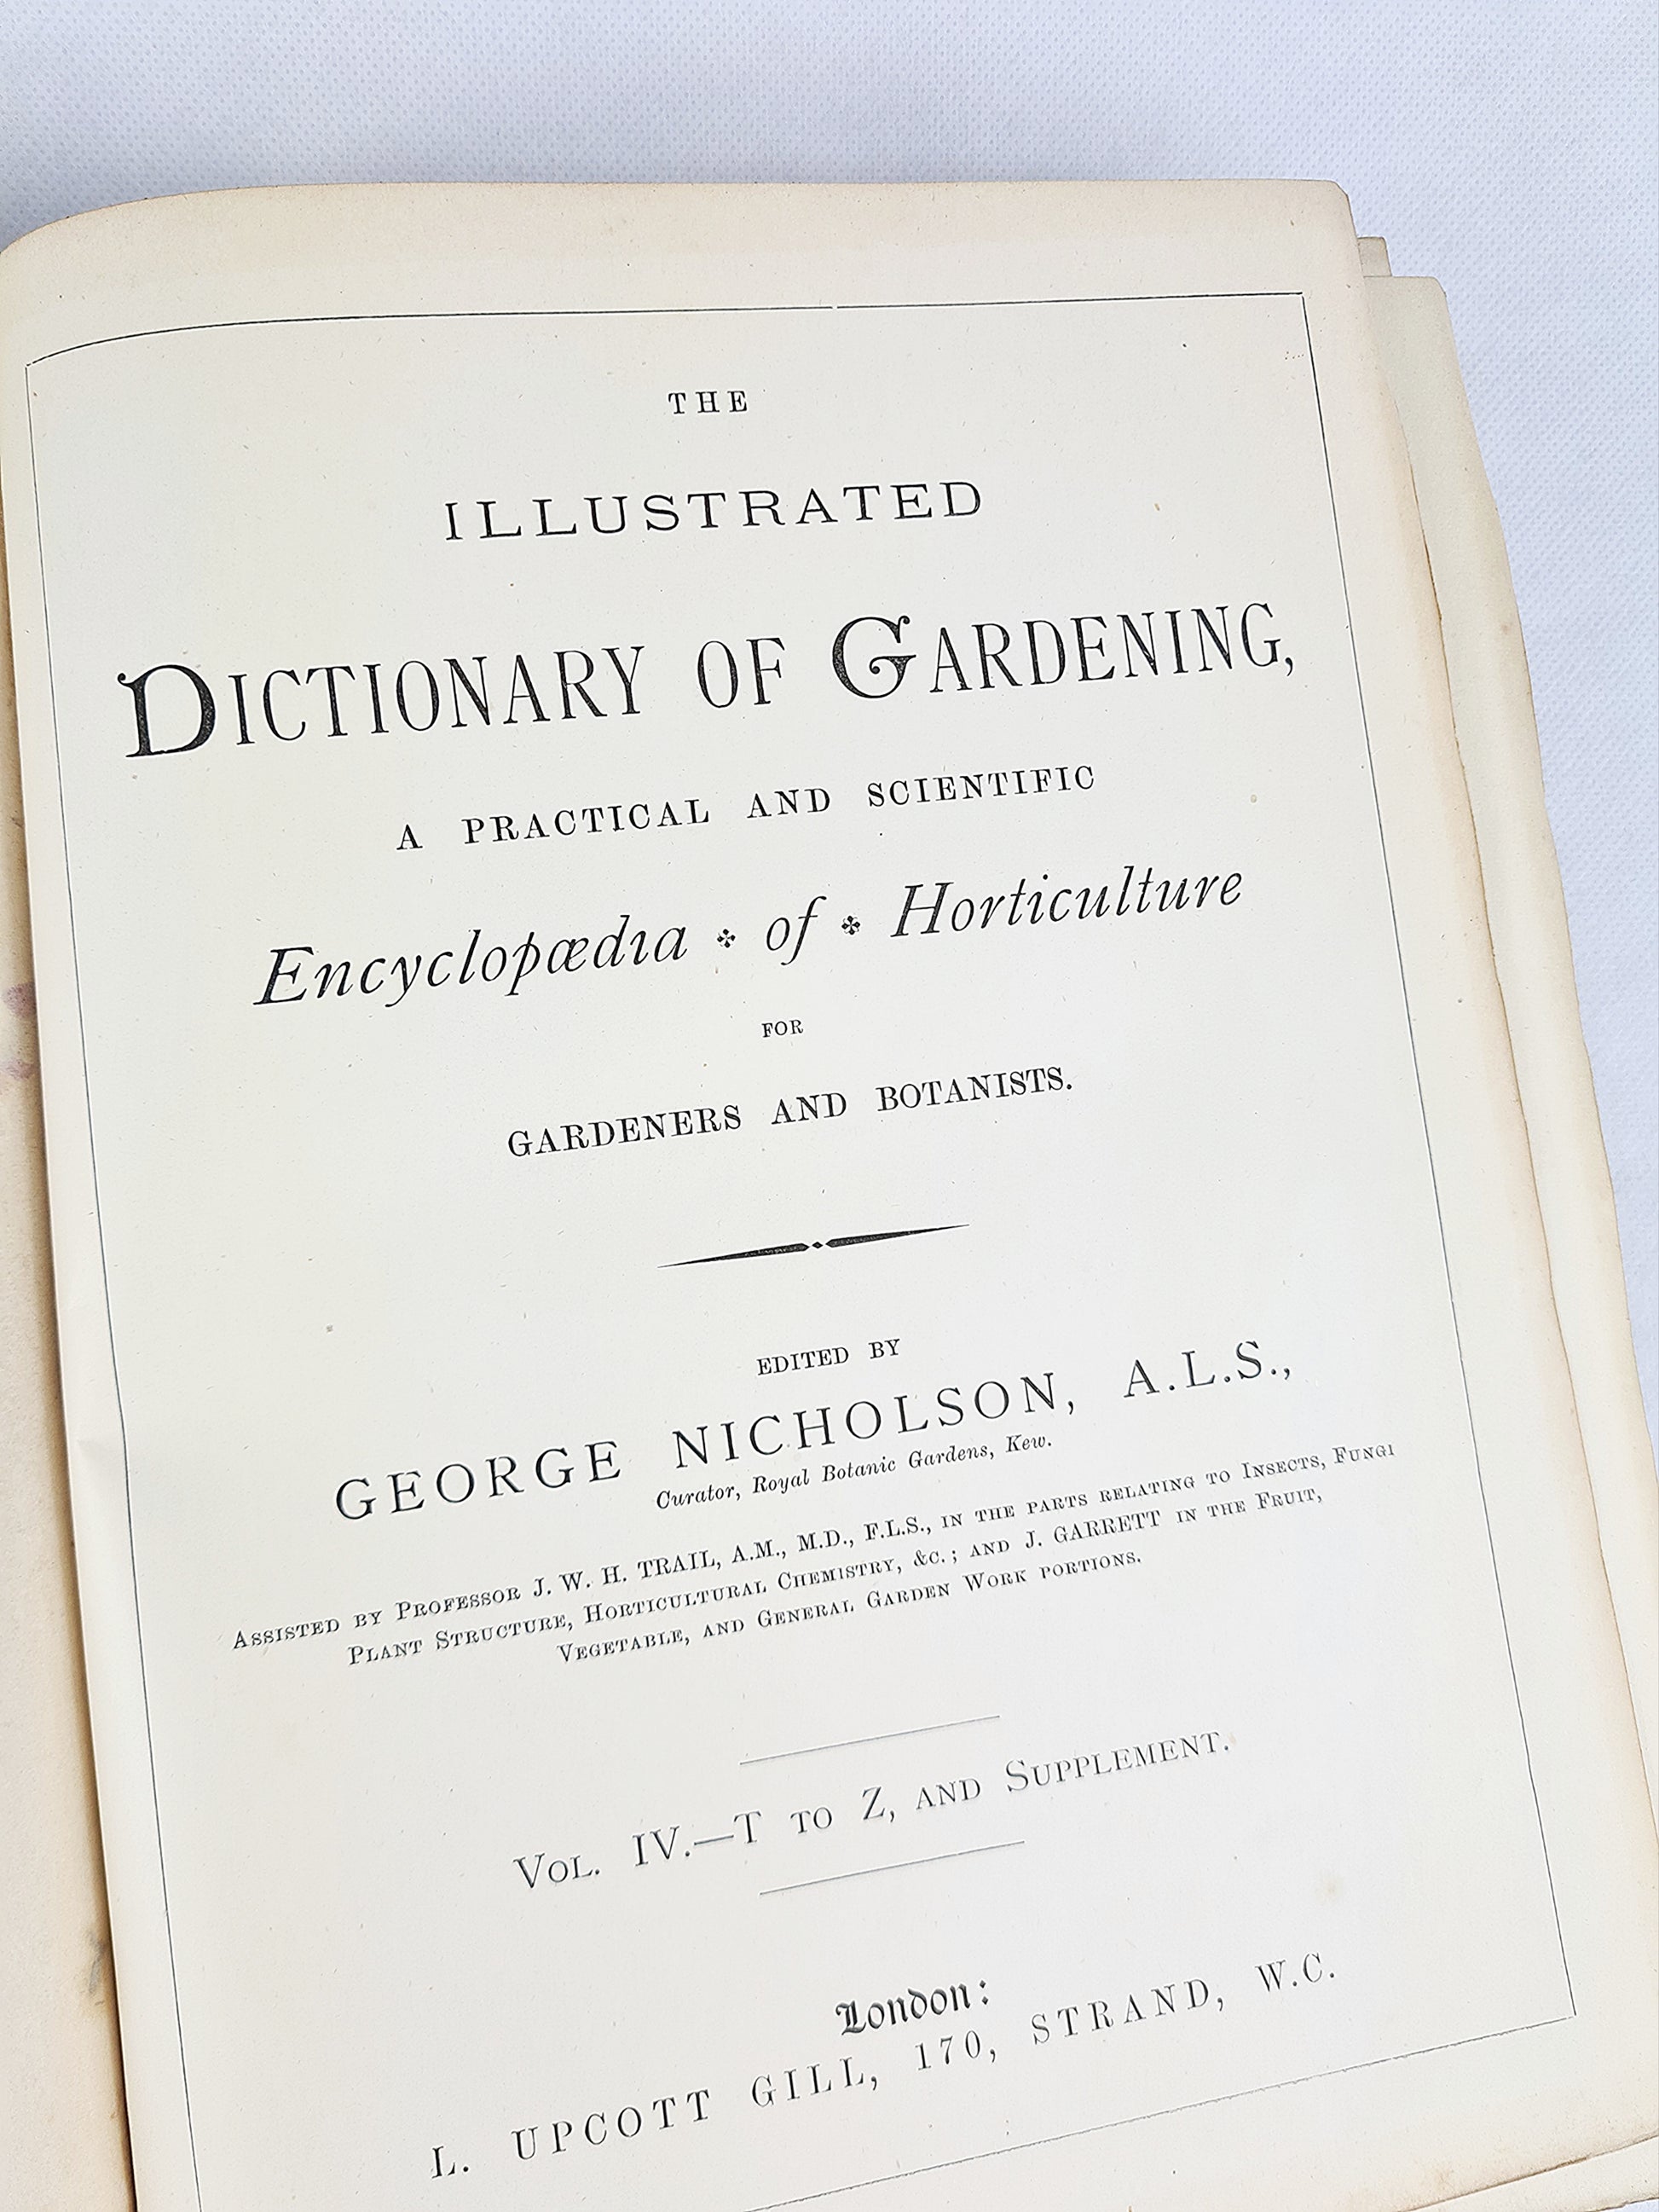 THE
ILLUSTRATED
DICTIONARY OF GARDENING,
A PRACTICAL AND SCIENTIFIC
Encyclopædia of Horticulture
FOR
GARDENERS AND BOTANISTS.
EDITED BY
GEORGE NICHOLSON, A.L.S.,
Curator, Royal Botanic Gardens, Kew.
ASSISTED BY PROFESSOR J. W. H. TRAIL, A.M., M.D., F.L.S., IN THE PARTS RELATING TO INSECTS, FUNGI
PLANT STRUCTURE, HORTICULTURAL CHEMISTRY, &C.; AND J. GARRETT IN THE FRUIT,
VEGETABLE, AND GENERAL GARDEN WORK PORTIONS.
VOL. IV.—T TO Z, AND SUPPLEMENT.
London:
L. UPCOTT GILL, 170, STRAND, W.C.